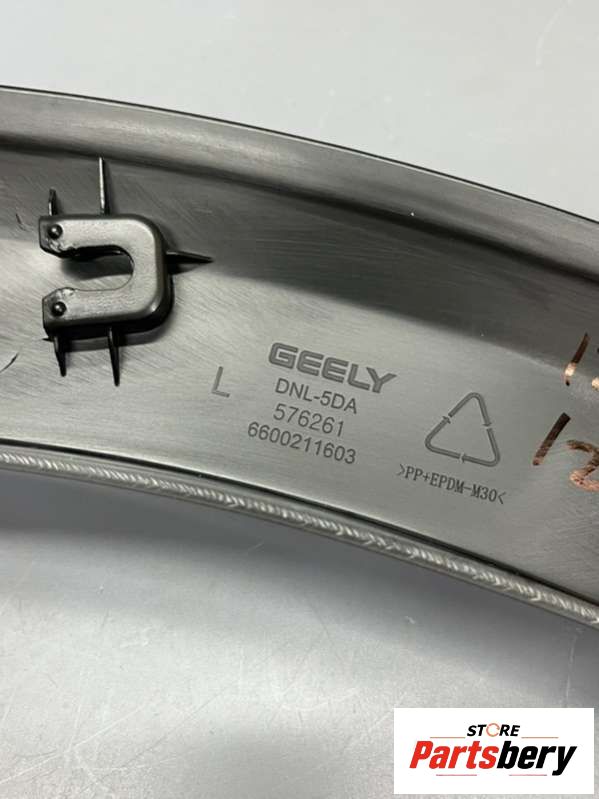 GEELY
L
DNL-5DA
576261
6600211603
>PP+EPDM-M30<
STORE
Partsbery